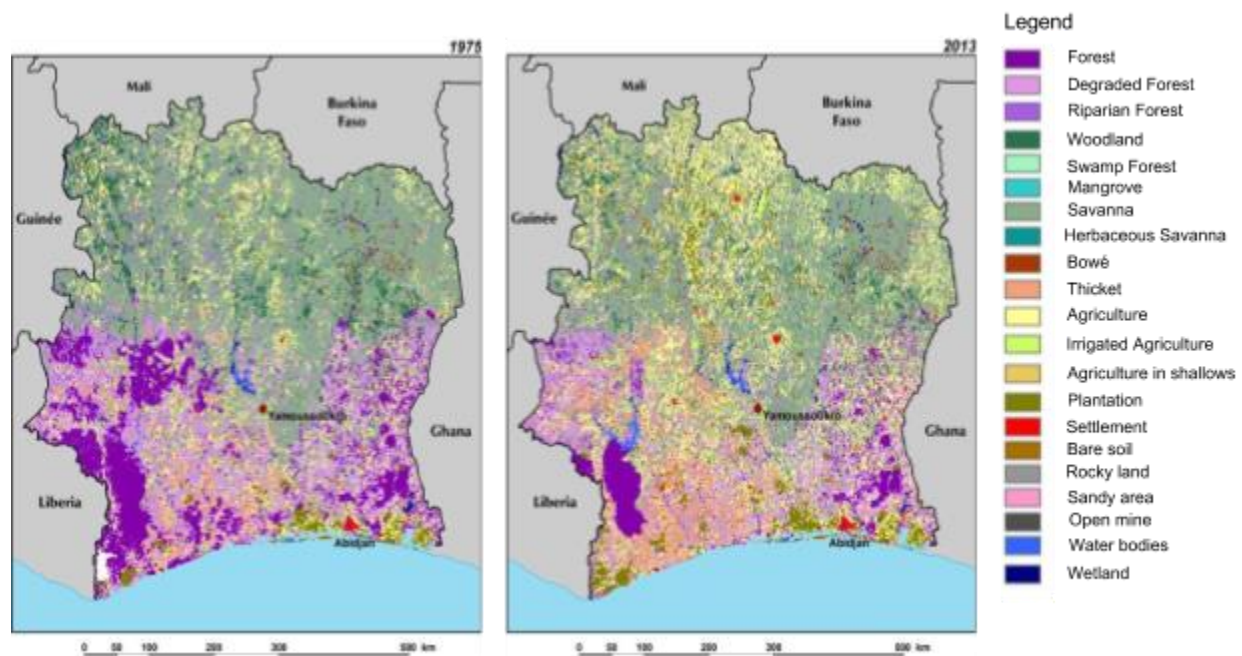 1975
Mali
Burkina
Faso
Guinée
Yamoussoukro
Ghana
Liberia
Abidjan
0 50 100 200 300 500 km
2013
Mali
Burkina
Faso
Guinée
Yamoussoukro
Ghana
Liberia
Abidjan
0 50 100 200 300 500 km
Legend
Forest
Degraded Forest
Riparian Forest
Woodland
Swamp Forest
Mangrove
Savanna
Herbaceous Savanna
Bowé
Thicket
Agriculture
Irrigated Agriculture
Agriculture in shallows
Plantation
Settlement
Bare soil
Rocky land
Sandy area
Open mine
Water bodies
Wetland